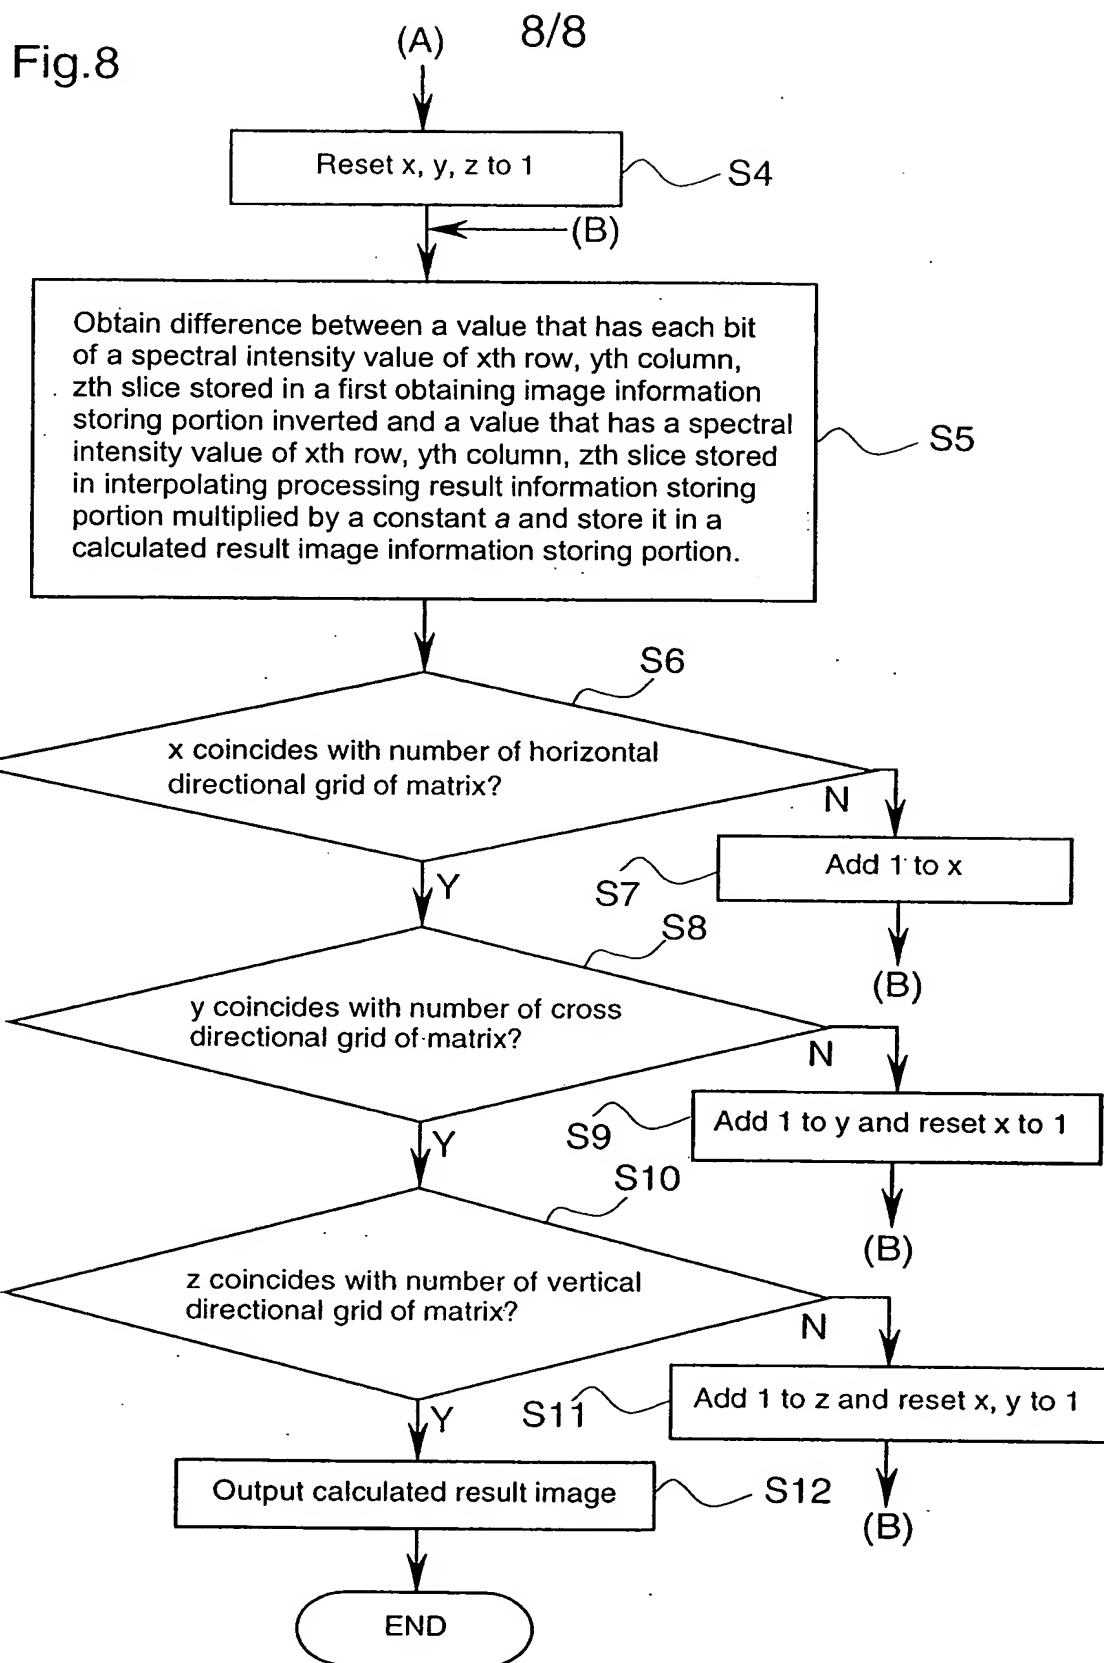 8/8
Fig.8
(A)
Reset x, y, z to 1
S4
(B)
Obtain difference between a value that has each bit
of a spectral intensity value of xth row, yth column,
zth slice stored in a first obtaining image information
storing portion inverted and a value that has a spectral
intensity value of xth row, yth column, zth slice stored
in interpolating processing result information storing
portion multiplied by a constant a and store it in a
calculated result image information storing portion.
S5
S6
x coincides with number of horizontal
directional grid of matrix?
N
Y
Add 1 to x
S7
(B)
S8
y coincides with number of cross
directional grid of matrix?
N
Y
Add 1 to y and reset x to 1
S9
(B)
S10
z coincides with number of vertical
directional grid of matrix?
N
Y
Add 1 to z and reset x, y to 1
S11
(B)
Output calculated result image
S12
END